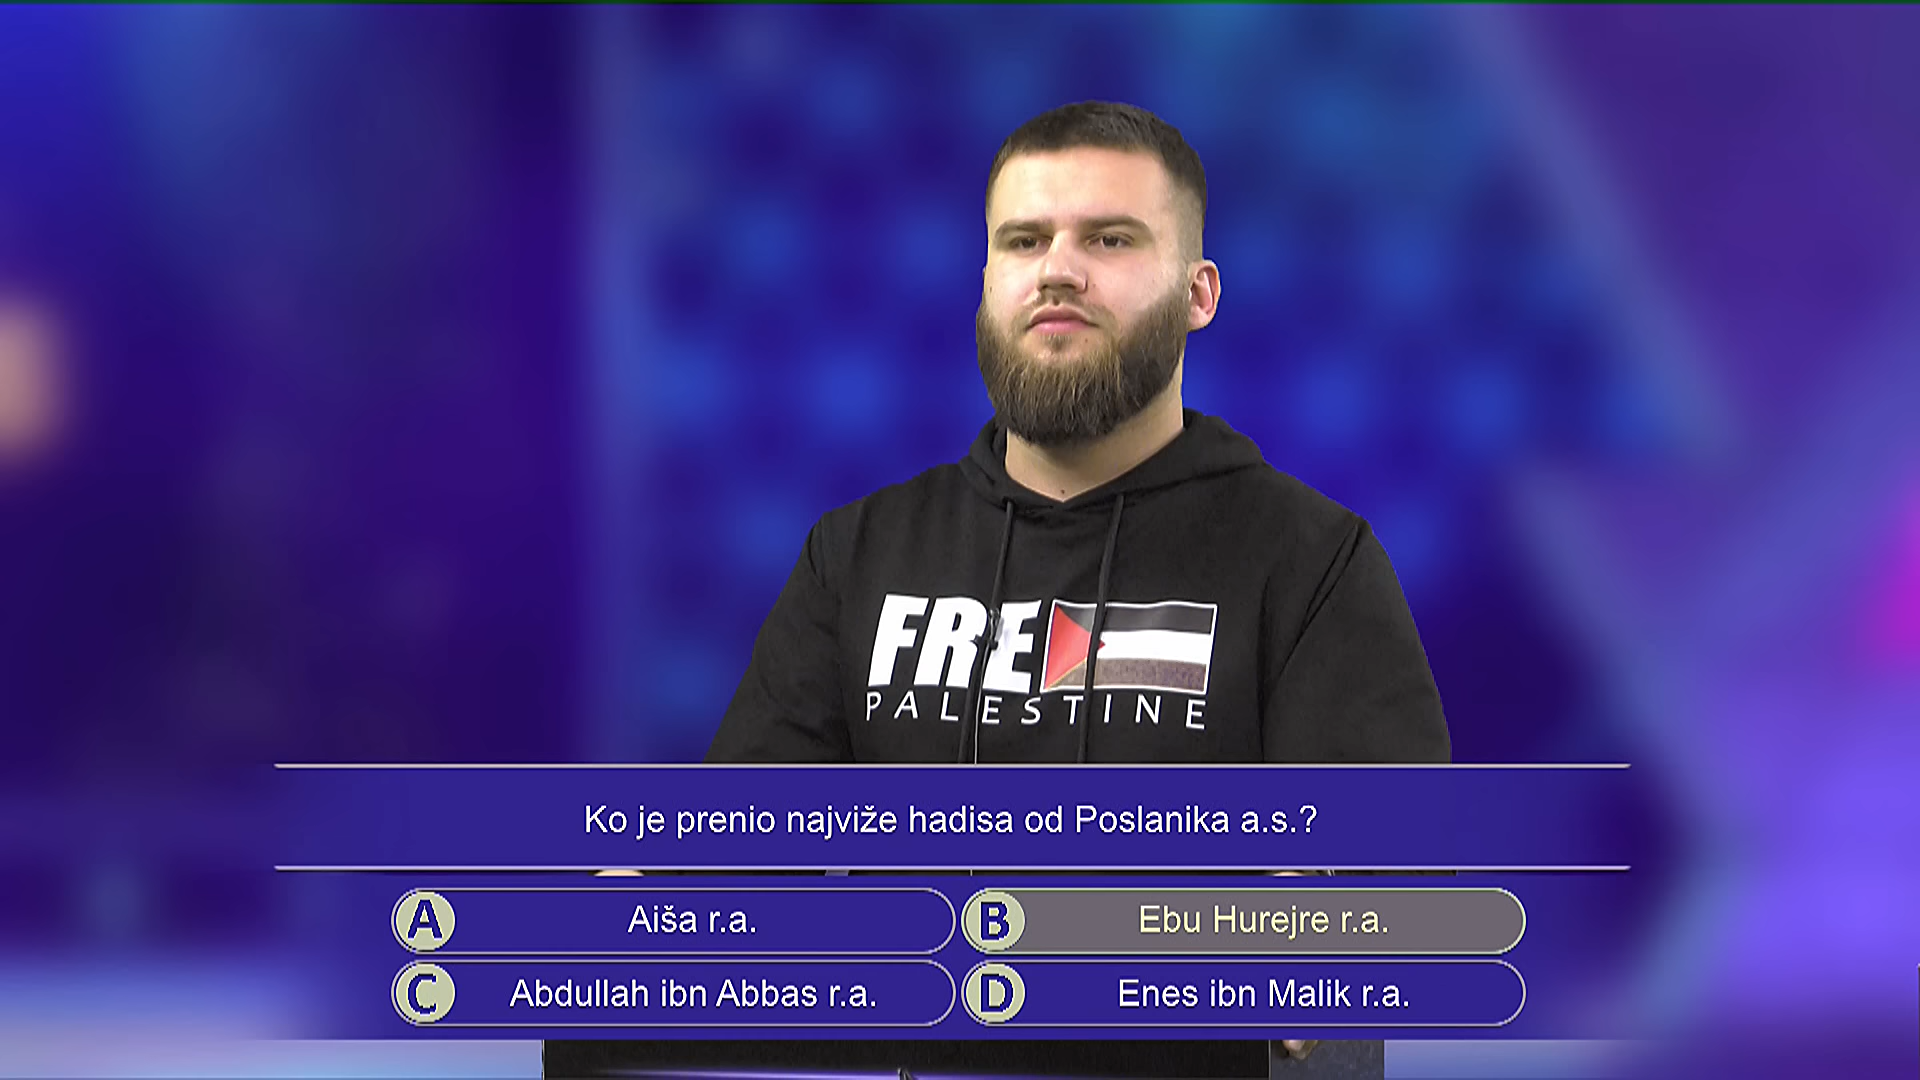 FRE
PALESTINE
Ko je prenio najviže hadisa od Poslanika a.s.?
A Aiša r.a.
B Ebu Hurejre r.a.
C Abdullah ibn Abbas r.a.
D Enes ibn Malik r.a.